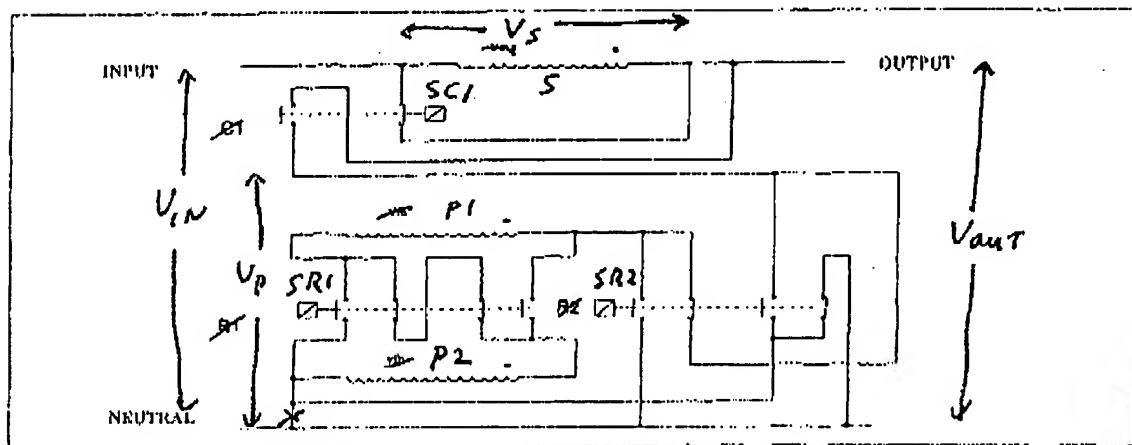 Vs
INPUT
OUTPUT
S
SC1
VIN
Vout
P1
VP
SR1
SR2
P2
NEUTRAL